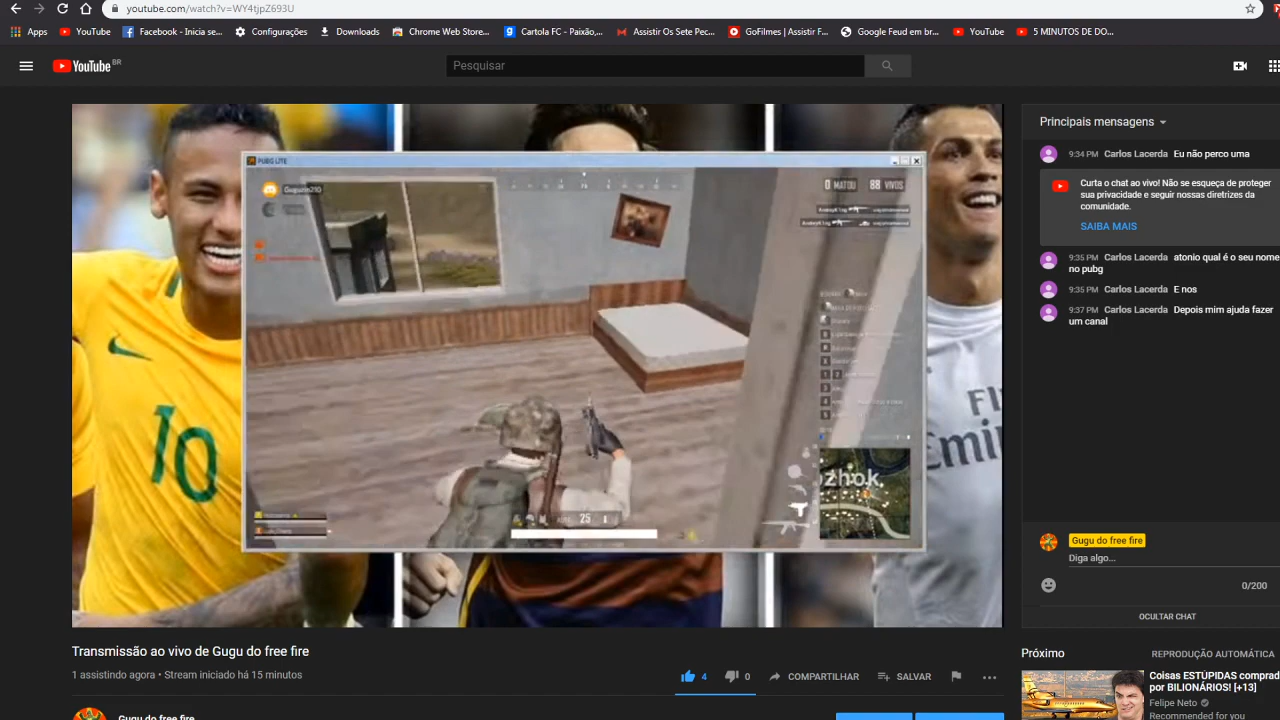 youtube.com/watch?v=WY4tjpZ693U
Apps YouTube Facebook - Inicia se... Configurações Downloads Chrome Web Store... Cartola FC - Paixão,... Assistir Os Sete Pec... GoFilmes | Assistir F... Google Feud em br... YouTube 5 MINUTOS DE DO...
YouTube BR
Pesquisar
PUBG LITE
Guguzin210
0 MATOU 88 VIVOS
10
25
ozhok
Fly
Emirates
Principais mensagens
9:34 PM Carlos Lacerda Eu não perco uma
Curta o chat ao vivo! Não se esqueça de proteger
sua privacidade e seguir nossas diretrizes da
comunidade.
SAIBA MAIS
9:35 PM Carlos Lacerda atonio qual é o seu nome
no pubg
9:35 PM Carlos Lacerda E nos
9:37 PM Carlos Lacerda Depois mim ajuda fazer
um canal
Gugu do free fire
Diga algo...
0/200
OCULTAR CHAT
Transmissão ao vivo de Gugu do free fire
1 assistindo agora • Stream iniciado há 15 minutos
4 0 COMPARTILHAR SALVAR
Gugu do free fire
Próximo REPRODUÇÃO AUTOMÁTICA
Coisas ESTÚPIDAS comprad
por BILIONÁRIOS! [+13]
Felipe Neto
Recommended for you